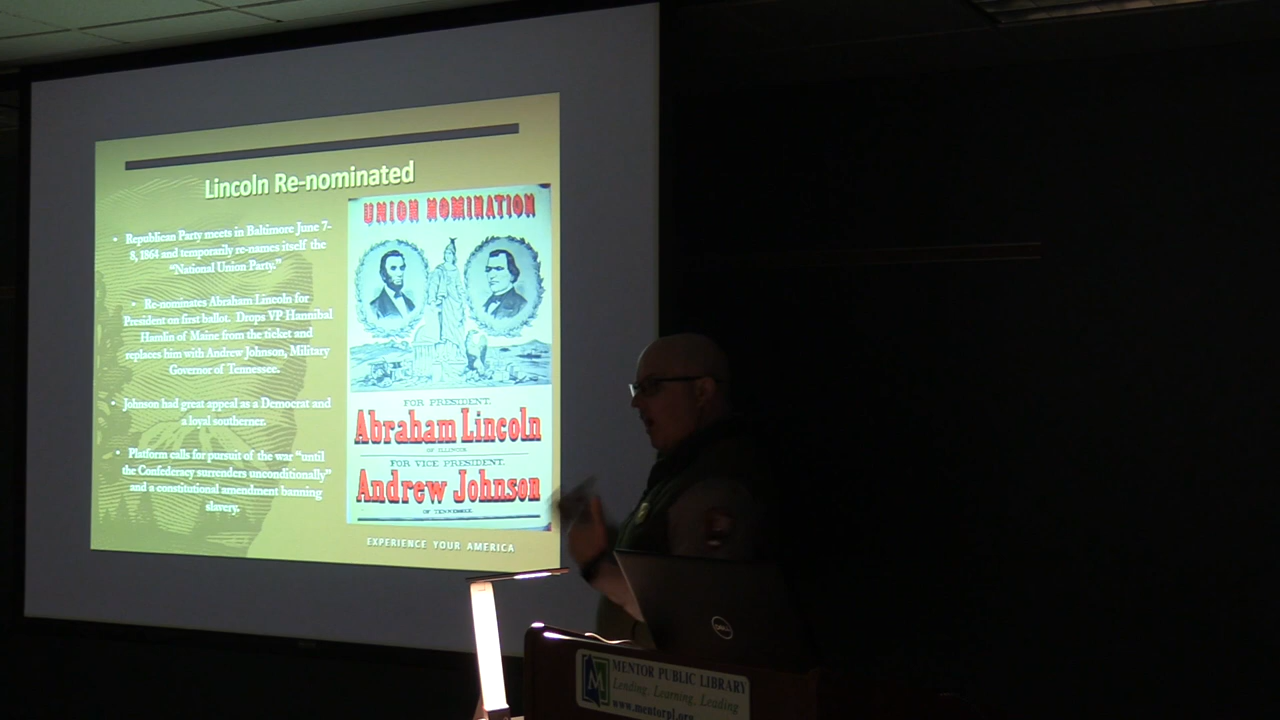 Lincoln Re-nominated
• Republican Party meets in Baltimore June 7-
8, 1864 and temporarily re-names itself the
“National Union Party.”
• Re-nominates Abraham Lincoln for
President on first ballot. Drops VP Hannibal
Hamlin of Maine from the ticket and
replaces him with Andrew Johnson, Military
Governor of Tennessee.
• Johnson had great appeal as a Democrat and
a loyal southerner.
• Platform calls for pursuit of the war “until
the Confederacy surrenders unconditionally”
and a constitutional amendment banning
slavery.
UNION NOMINATION
FOR PRESIDENT,
Abraham Lincoln
OF ILLINOIS
FOR VICE PRESIDENT,
Andrew Johnson
OF TENNESSEE.
EXPERIENCE YOUR AMERICA
DELL
M
MENTOR PUBLIC LIBRARY
Lending, Learning, Leading
www.mentorpl.org